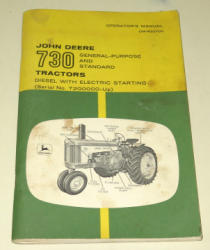 OPERATOR'S MANUAL
JOHN DEERE
730 GENERAL-PURPOSE
AND
STANDARD
TRACTORS
DIESEL WITH ELECTRIC STARTING
(Serial No. 7300000-Up)